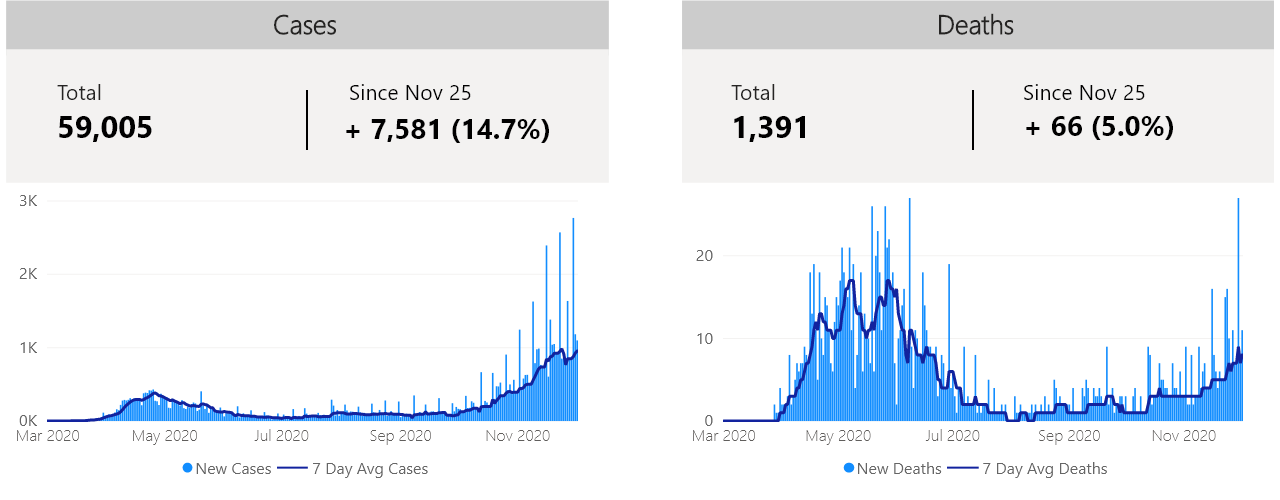 Cases
Total
59,005
Since Nov 25
+ 7,581 (14.7%)
3K
2K
1K
0K
Mar 2020 May 2020 Jul 2020 Sep 2020 Nov 2020
New Cases 7 Day Avg Cases
Deaths
Total
1,391
Since Nov 25
+ 66 (5.0%)
20
10
0
Mar 2020 May 2020 Jul 2020 Sep 2020 Nov 2020
New Deaths 7 Day Avg Deaths